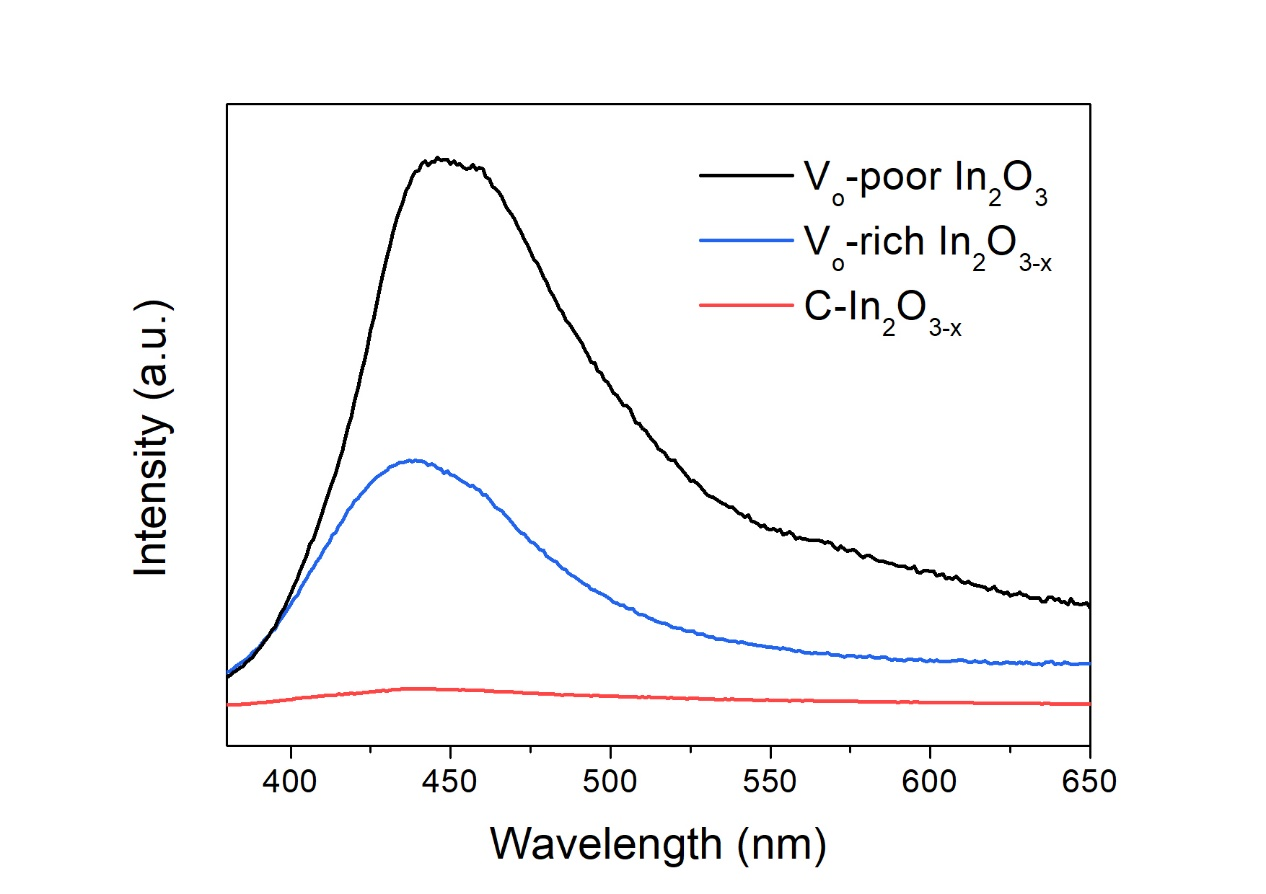 Vo-poor In2O3
Vo-rich In2O3-x
C-In2O3-x
Intensity (a.u.)
400 450 500 550 600 650
Wavelength (nm)